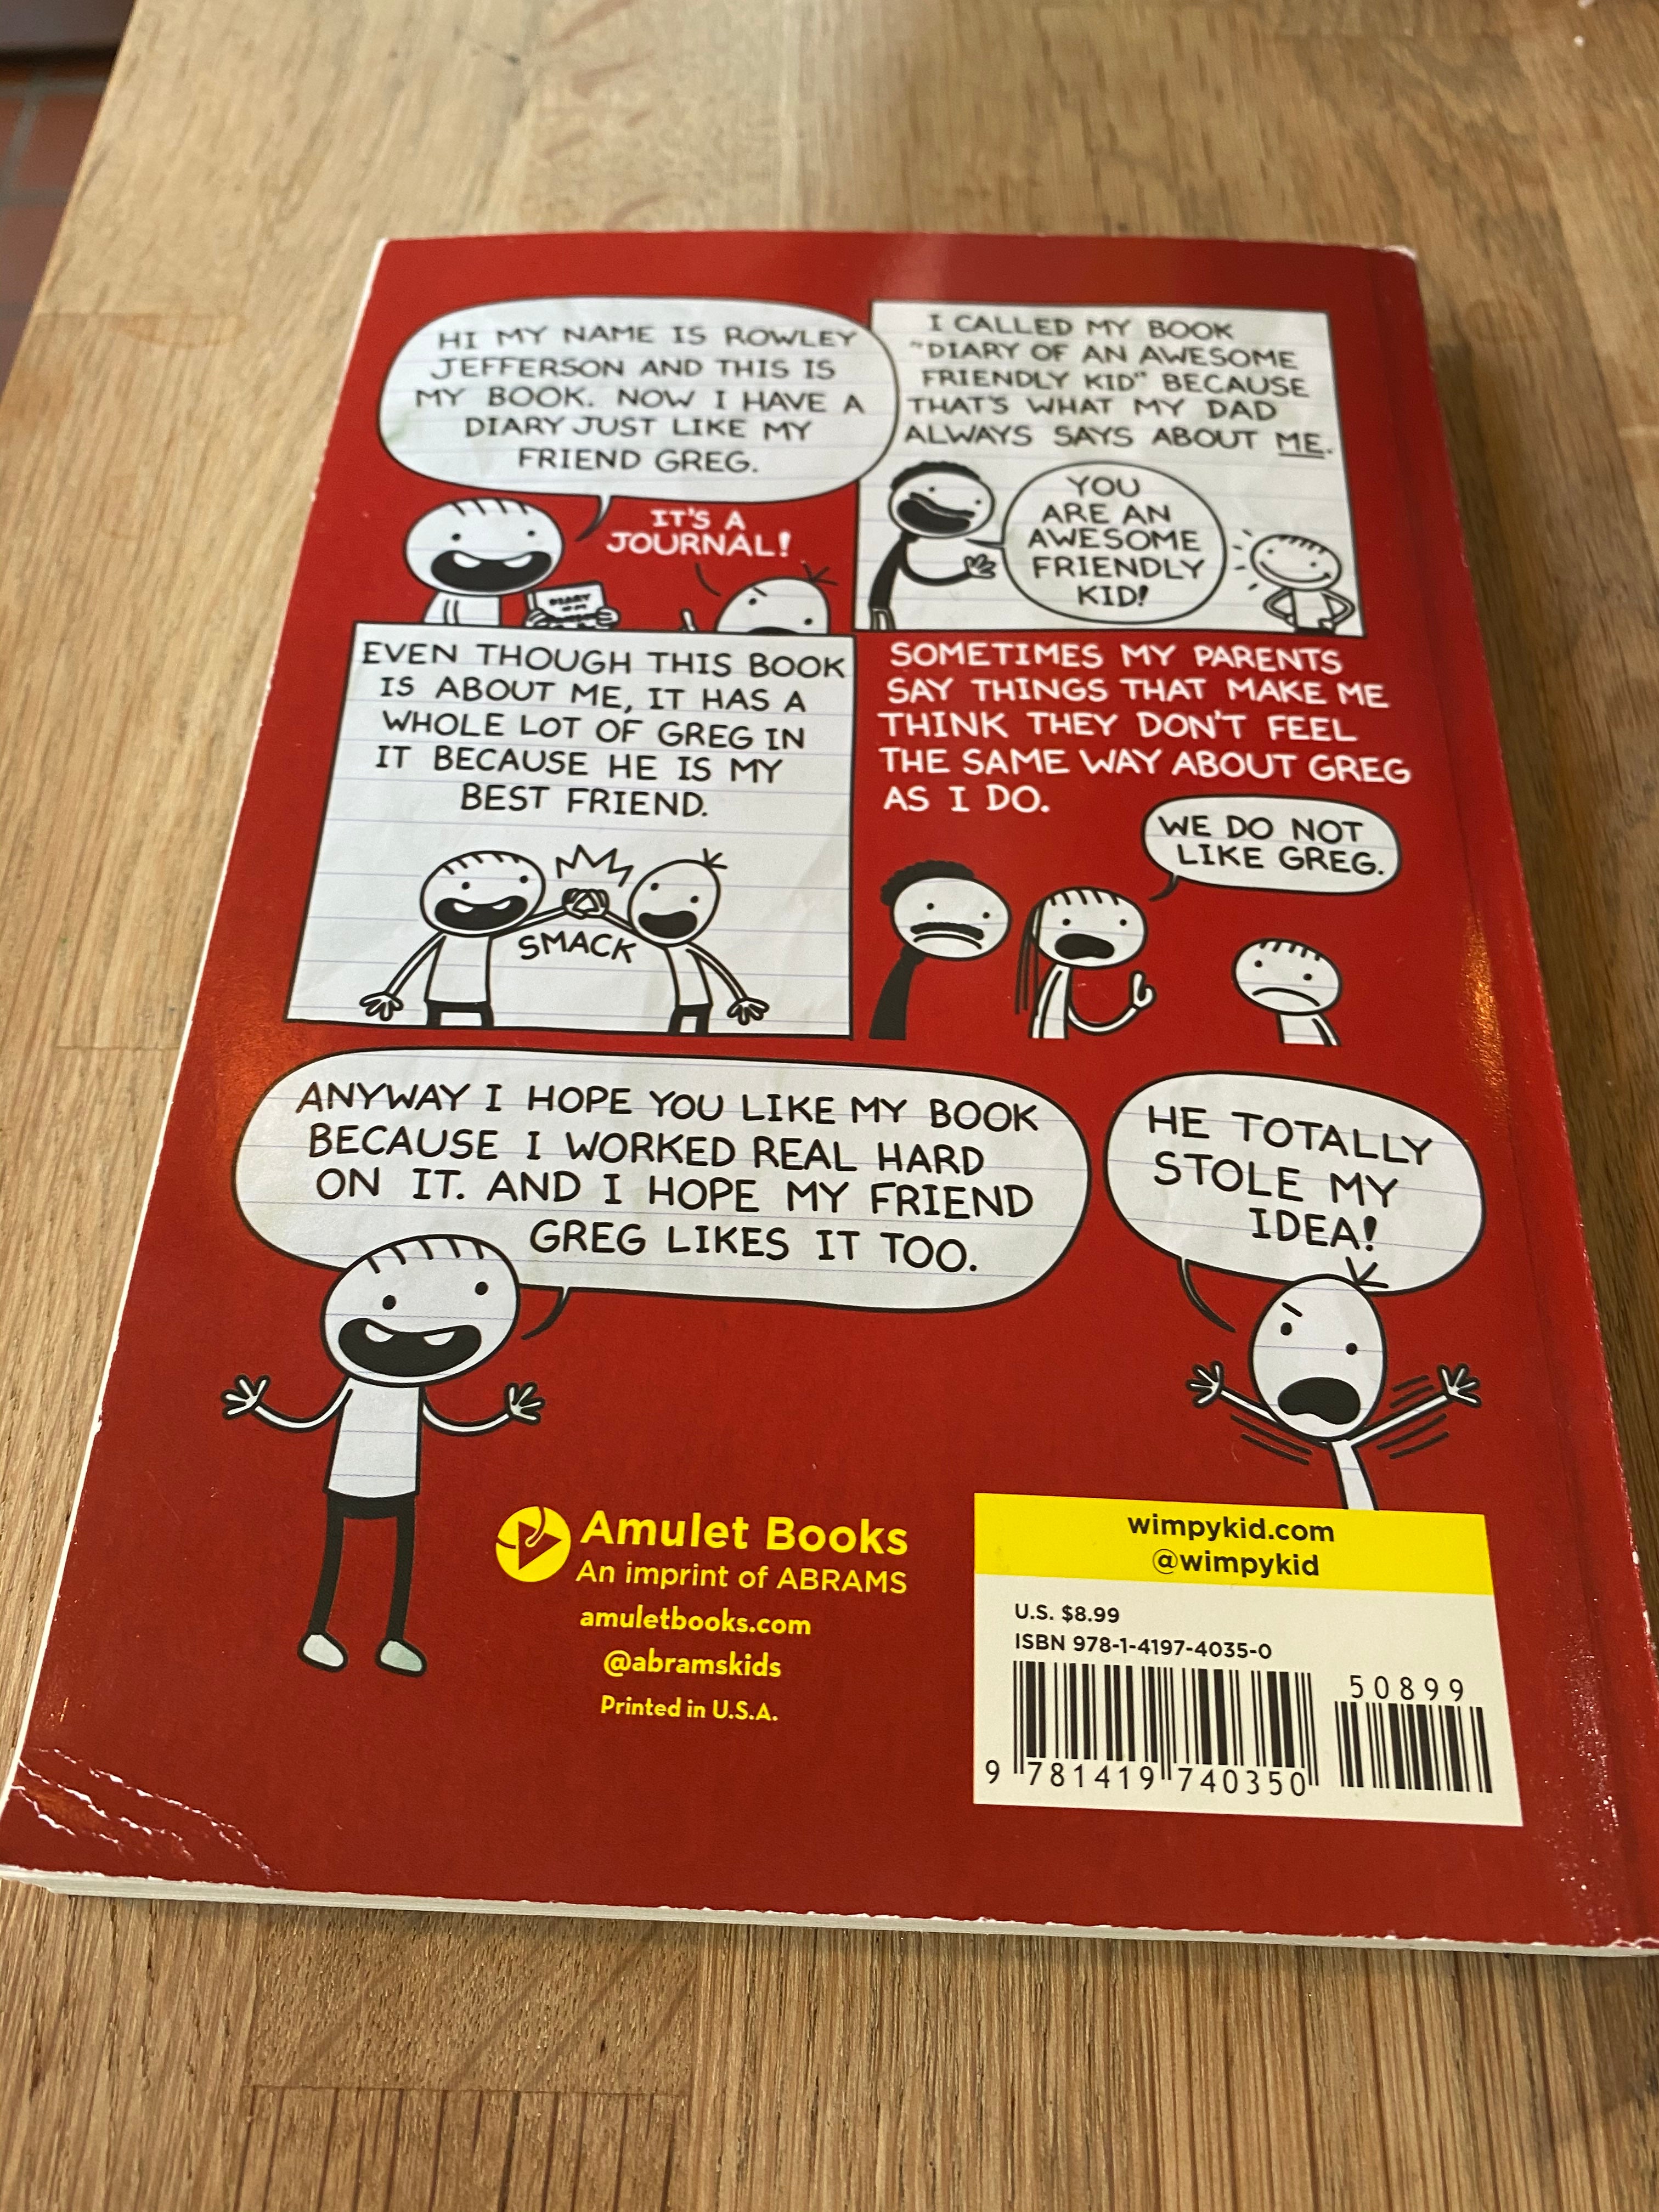 HI MY NAME IS ROWLEY
JEFFERSON AND THIS IS
MY BOOK. NOW I HAVE A
DIARY JUST LIKE MY
FRIEND GREG.
IT'S A
JOURNAL!
DIARY
I CALLED MY BOOK
"DIARY OF AN AWESOME
FRIENDLY KID" BECAUSE
THAT'S WHAT MY DAD
ALWAYS SAYS ABOUT ME.
YOU
ARE AN
AWESOME
FRIENDLY
KID!
EVEN THOUGH THIS BOOK
IS ABOUT ME, IT HAS A
WHOLE LOT OF GREG IN
IT BECAUSE HE IS MY
BEST FRIEND.
SMACK
SOMETIMES MY PARENTS
SAY THINGS THAT MAKE ME
THINK THEY DON'T FEEL
THE SAME WAY ABOUT GREG
AS I DO.
WE DO NOT
LIKE GREG.
ANYWAY I HOPE YOU LIKE MY BOOK
BECAUSE I WORKED REAL HARD
ON IT. AND I HOPE MY FRIEND
GREG LIKES IT TOO.
HE TOTALLY
STOLE MY
IDEA!
Amulet Books
An imprint of ABRAMS
amuletbooks.com
@abramskids
Printed in U.S.A.
wimpykid.com
@wimpykid
U.S. $8.99
ISBN 978-1-4197-4035-0
50899
9 781419 740350